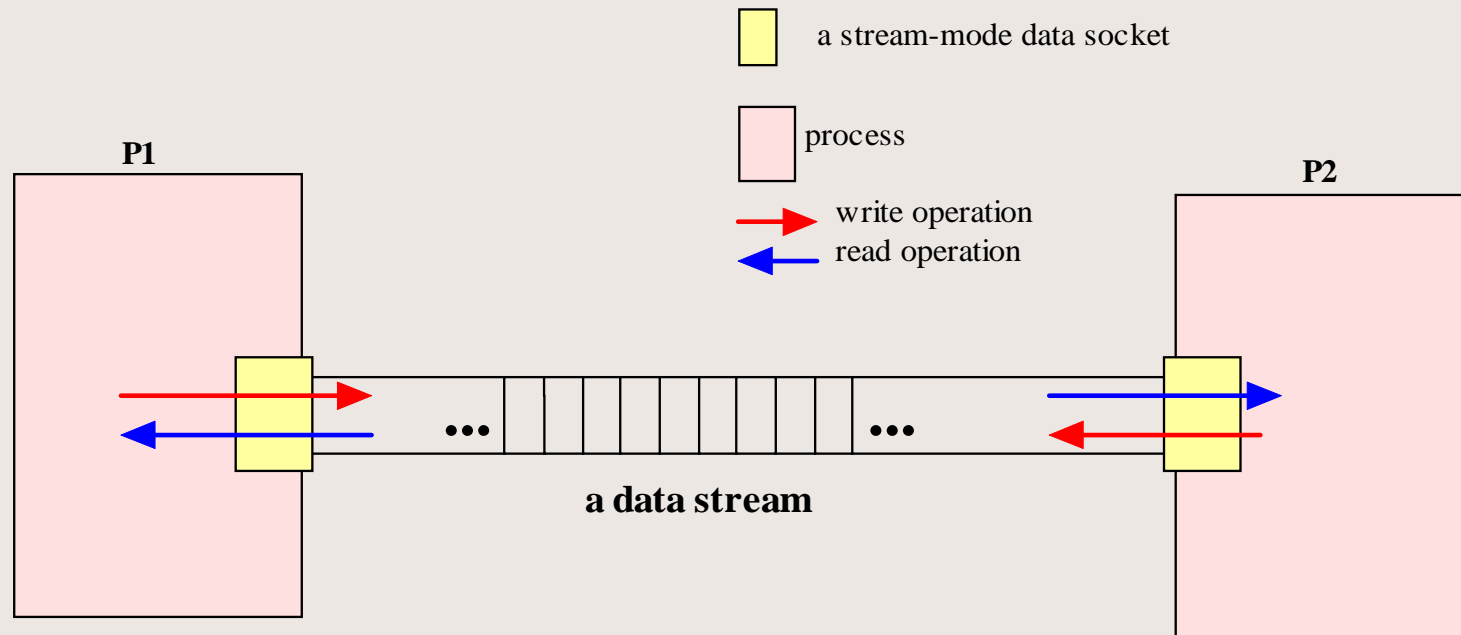 a stream-mode data socket
process
P1
P2
write operation
read operation
...
...
a data stream